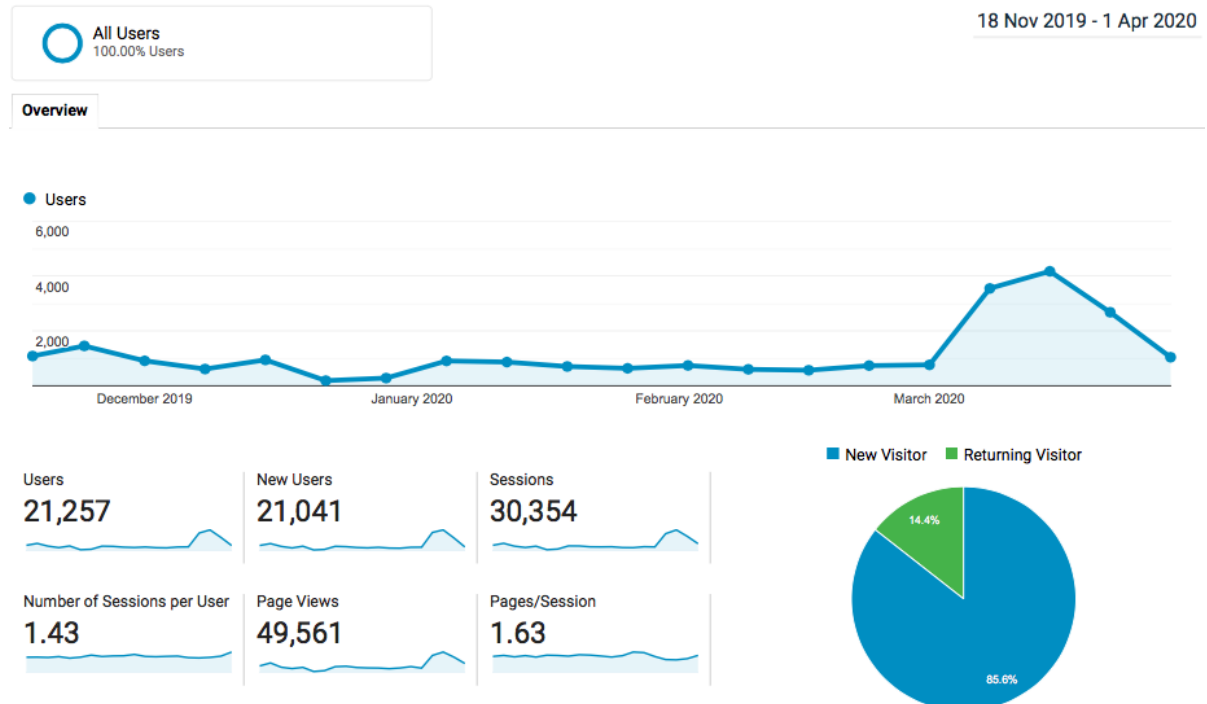 All Users
100.00% Users
18 Nov 2019 - 1 Apr 2020
Overview
Users
6,000
4,000
2,000
December 2019
January 2020
February 2020
March 2020
Users
21,257
New Users
21,041
Sessions
30,354
Number of Sessions per User
1.43
Page Views
49,561
Pages/Session
1.63
New Visitor
Returning Visitor
14.4%
85.6%